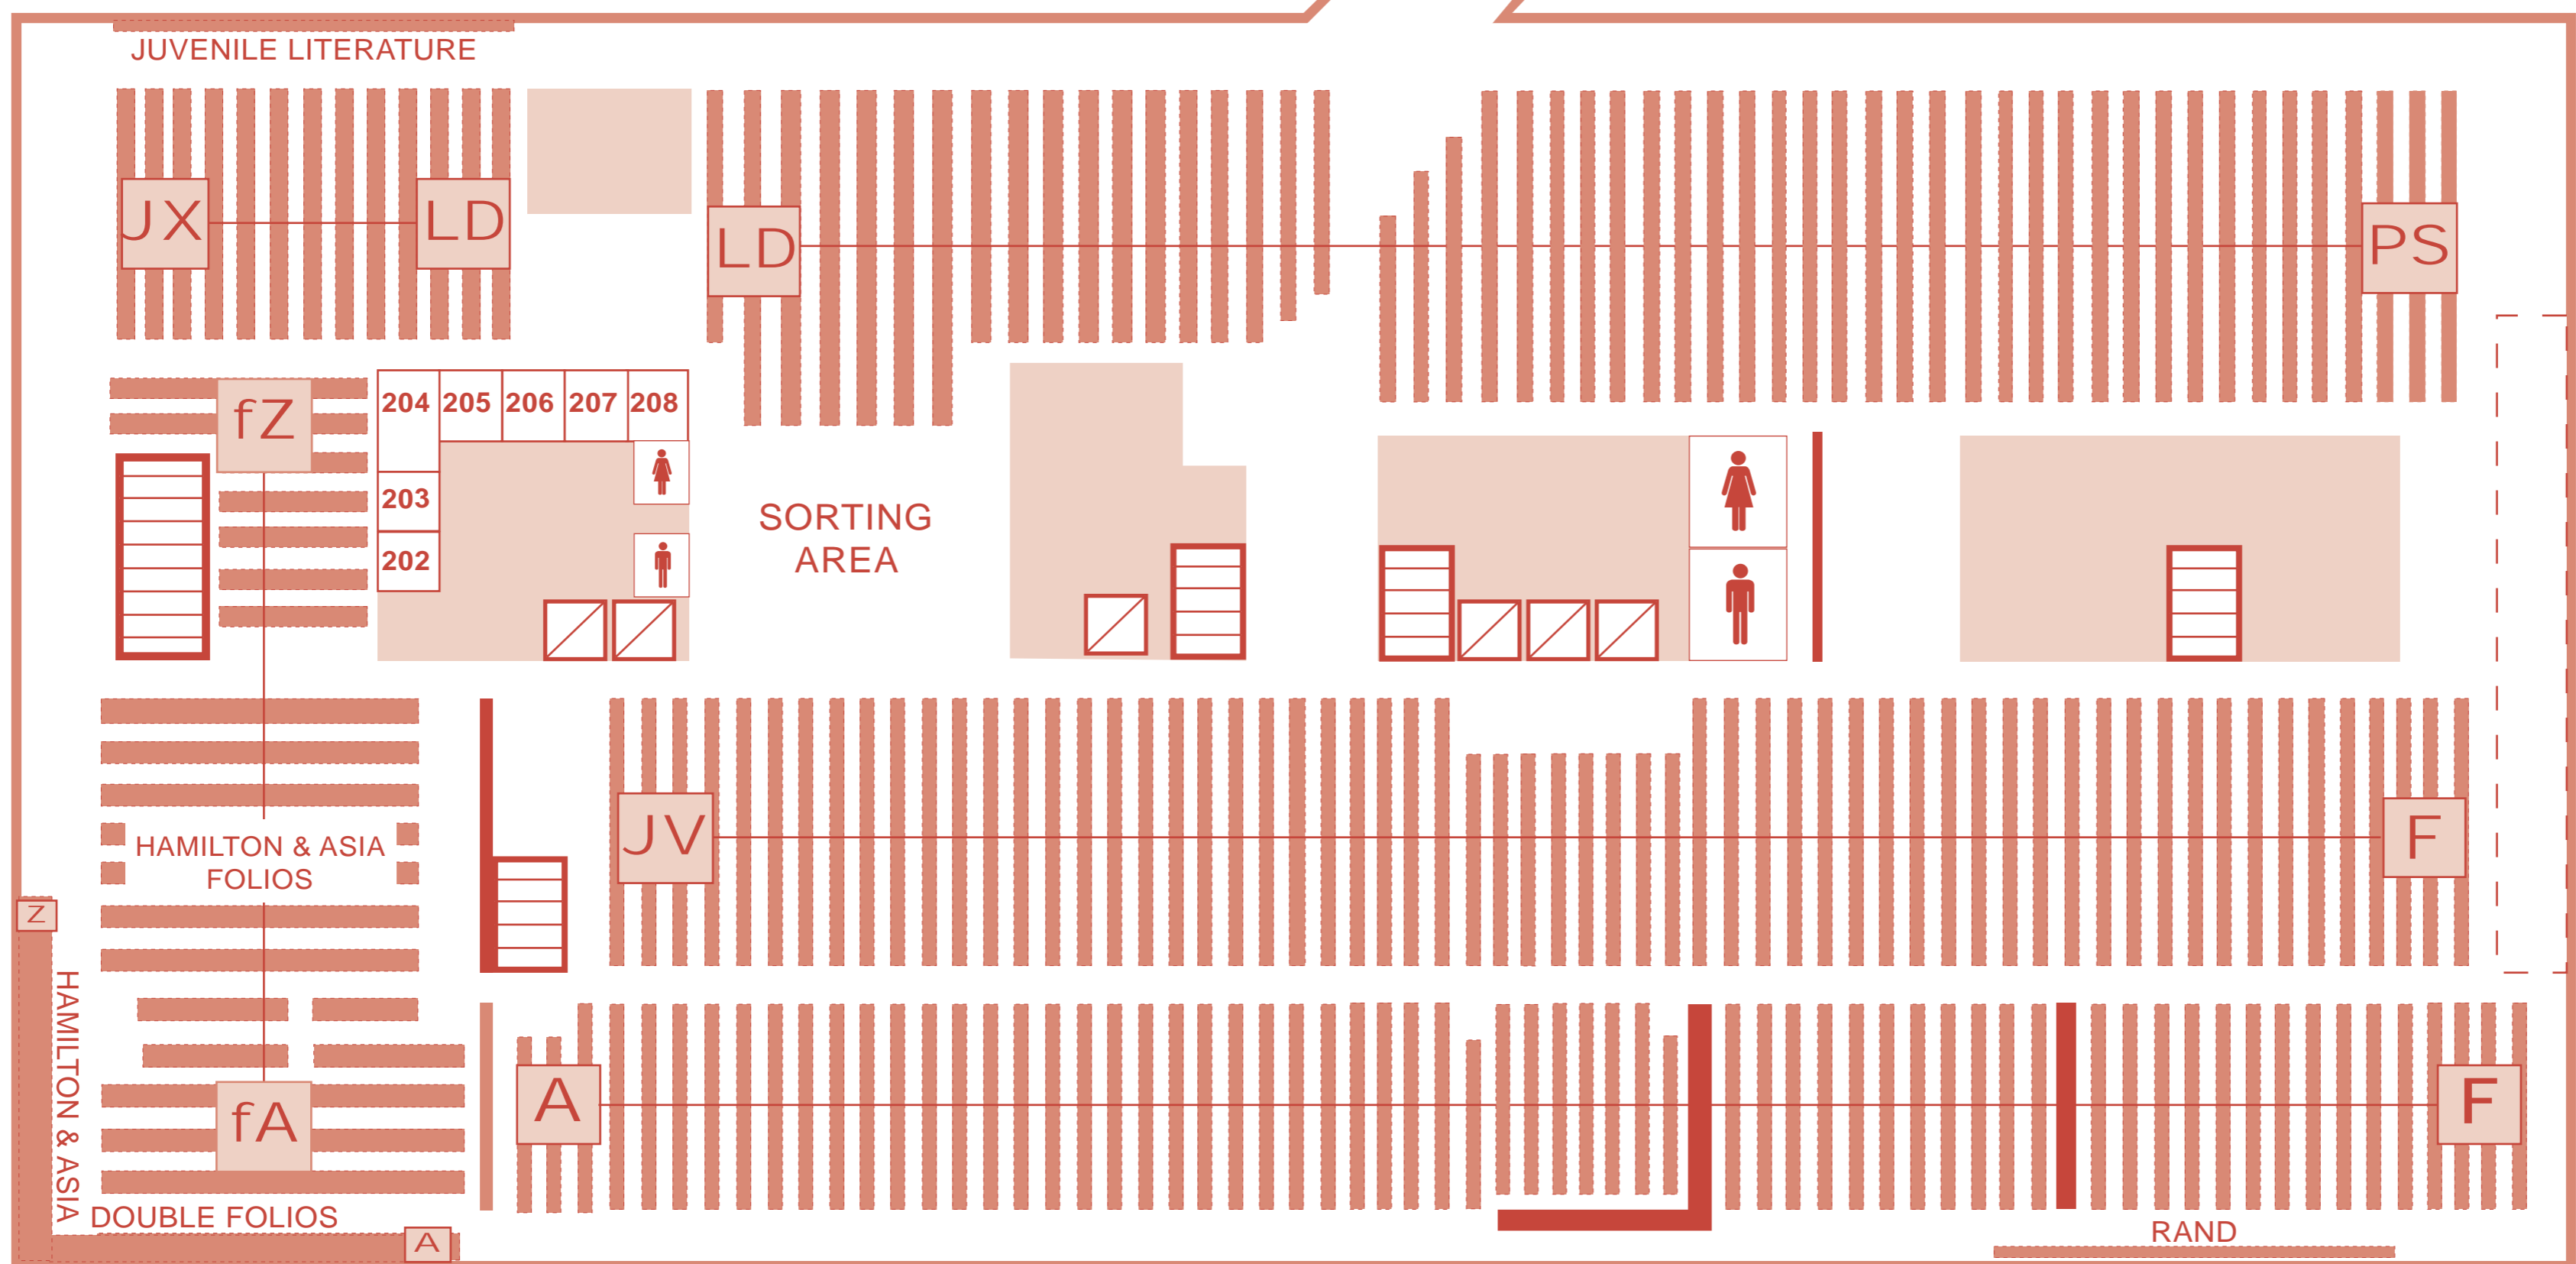 JUVENILE LITERATURE
JX
LD
LD
PS
fZ
204
205
206
207
208
203
202
SORTING
AREA
HAMILTON & ASIA
FOLIOS
JV
F
Z
HAMILTON & ASIA
fA
A
F
DOUBLE FOLIOS
A
RAND